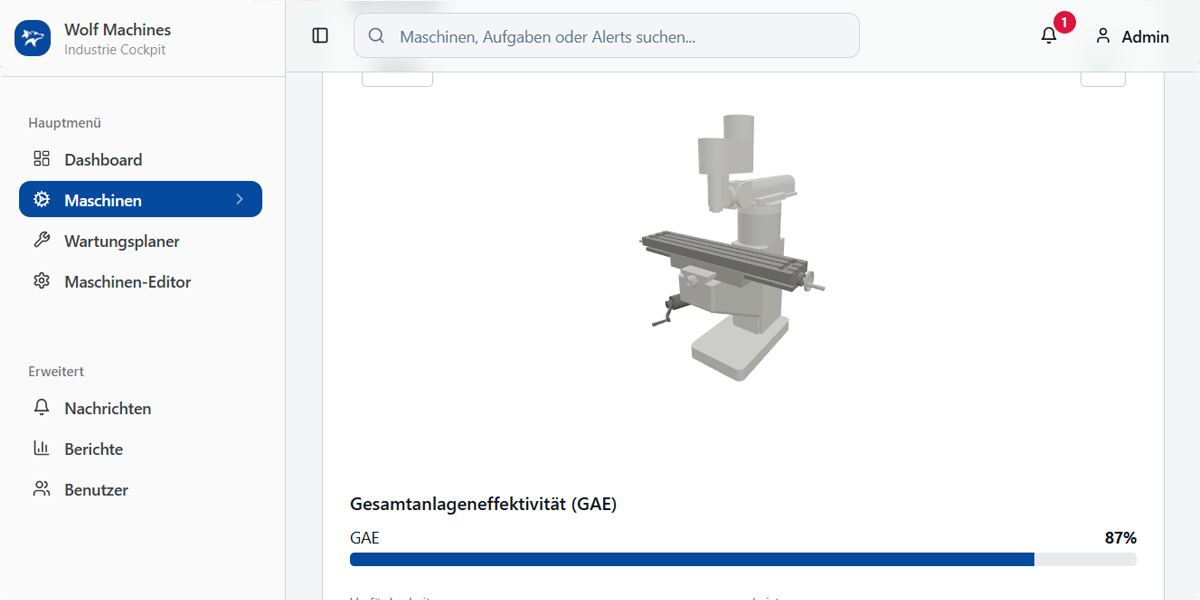 Wolf Machines
Industrie Cockpit
Maschinen, Aufgaben oder Alerts suchen...
1
Admin
Hauptmenü
Dashboard
Maschinen
Wartungsplaner
Maschinen-Editor
Erweitert
Nachrichten
Berichte
Benutzer
Gesamtanlageneffektivität (GAE)
GAE
87%